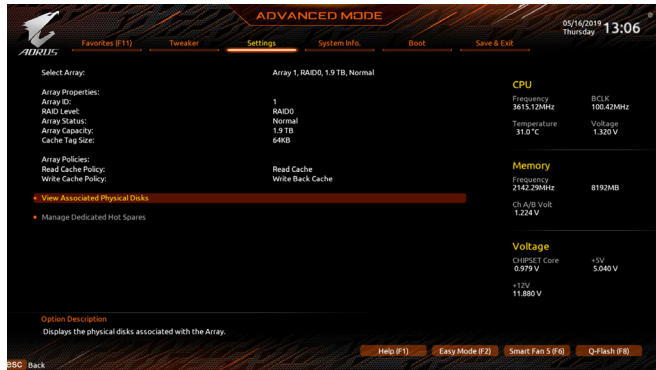 ADVANCED MODE
05/16/2019 Thursday 13:06
AORUS
Favorites (F11) Tweaker Settings System Info. Boot Save & Exit
Select Array: Array 1, RAID0, 1.9 TB, Normal
Array Properties:
Array ID: 1
RAID Level: RAID0
Array Status: Normal
Array Capacity: 1.9 TB
Cache Tag Size: 64KB
Array Policies:
Read Cache Policy: Read Cache
Write Cache Policy: Write Back Cache
View Associated Physical Disks
Manage Dedicated Hot Spares
CPU
Frequency BCLK
3615.12MHz 100.42MHz
Temperature Voltage
31.0 °C 1.320 V
Memory
Frequency
2142.29MHz 8192MB
Ch A/B Volt
1.224 V
Voltage
CHIPSET Core +5V
0.979 V 5.040 V
+12V
11.880 V
Option Description
Displays the physical disks associated with the Array.
Help (F1) Easy Mode (F2) Smart Fan 5 (F6) Q-Flash (F8)
esc Back